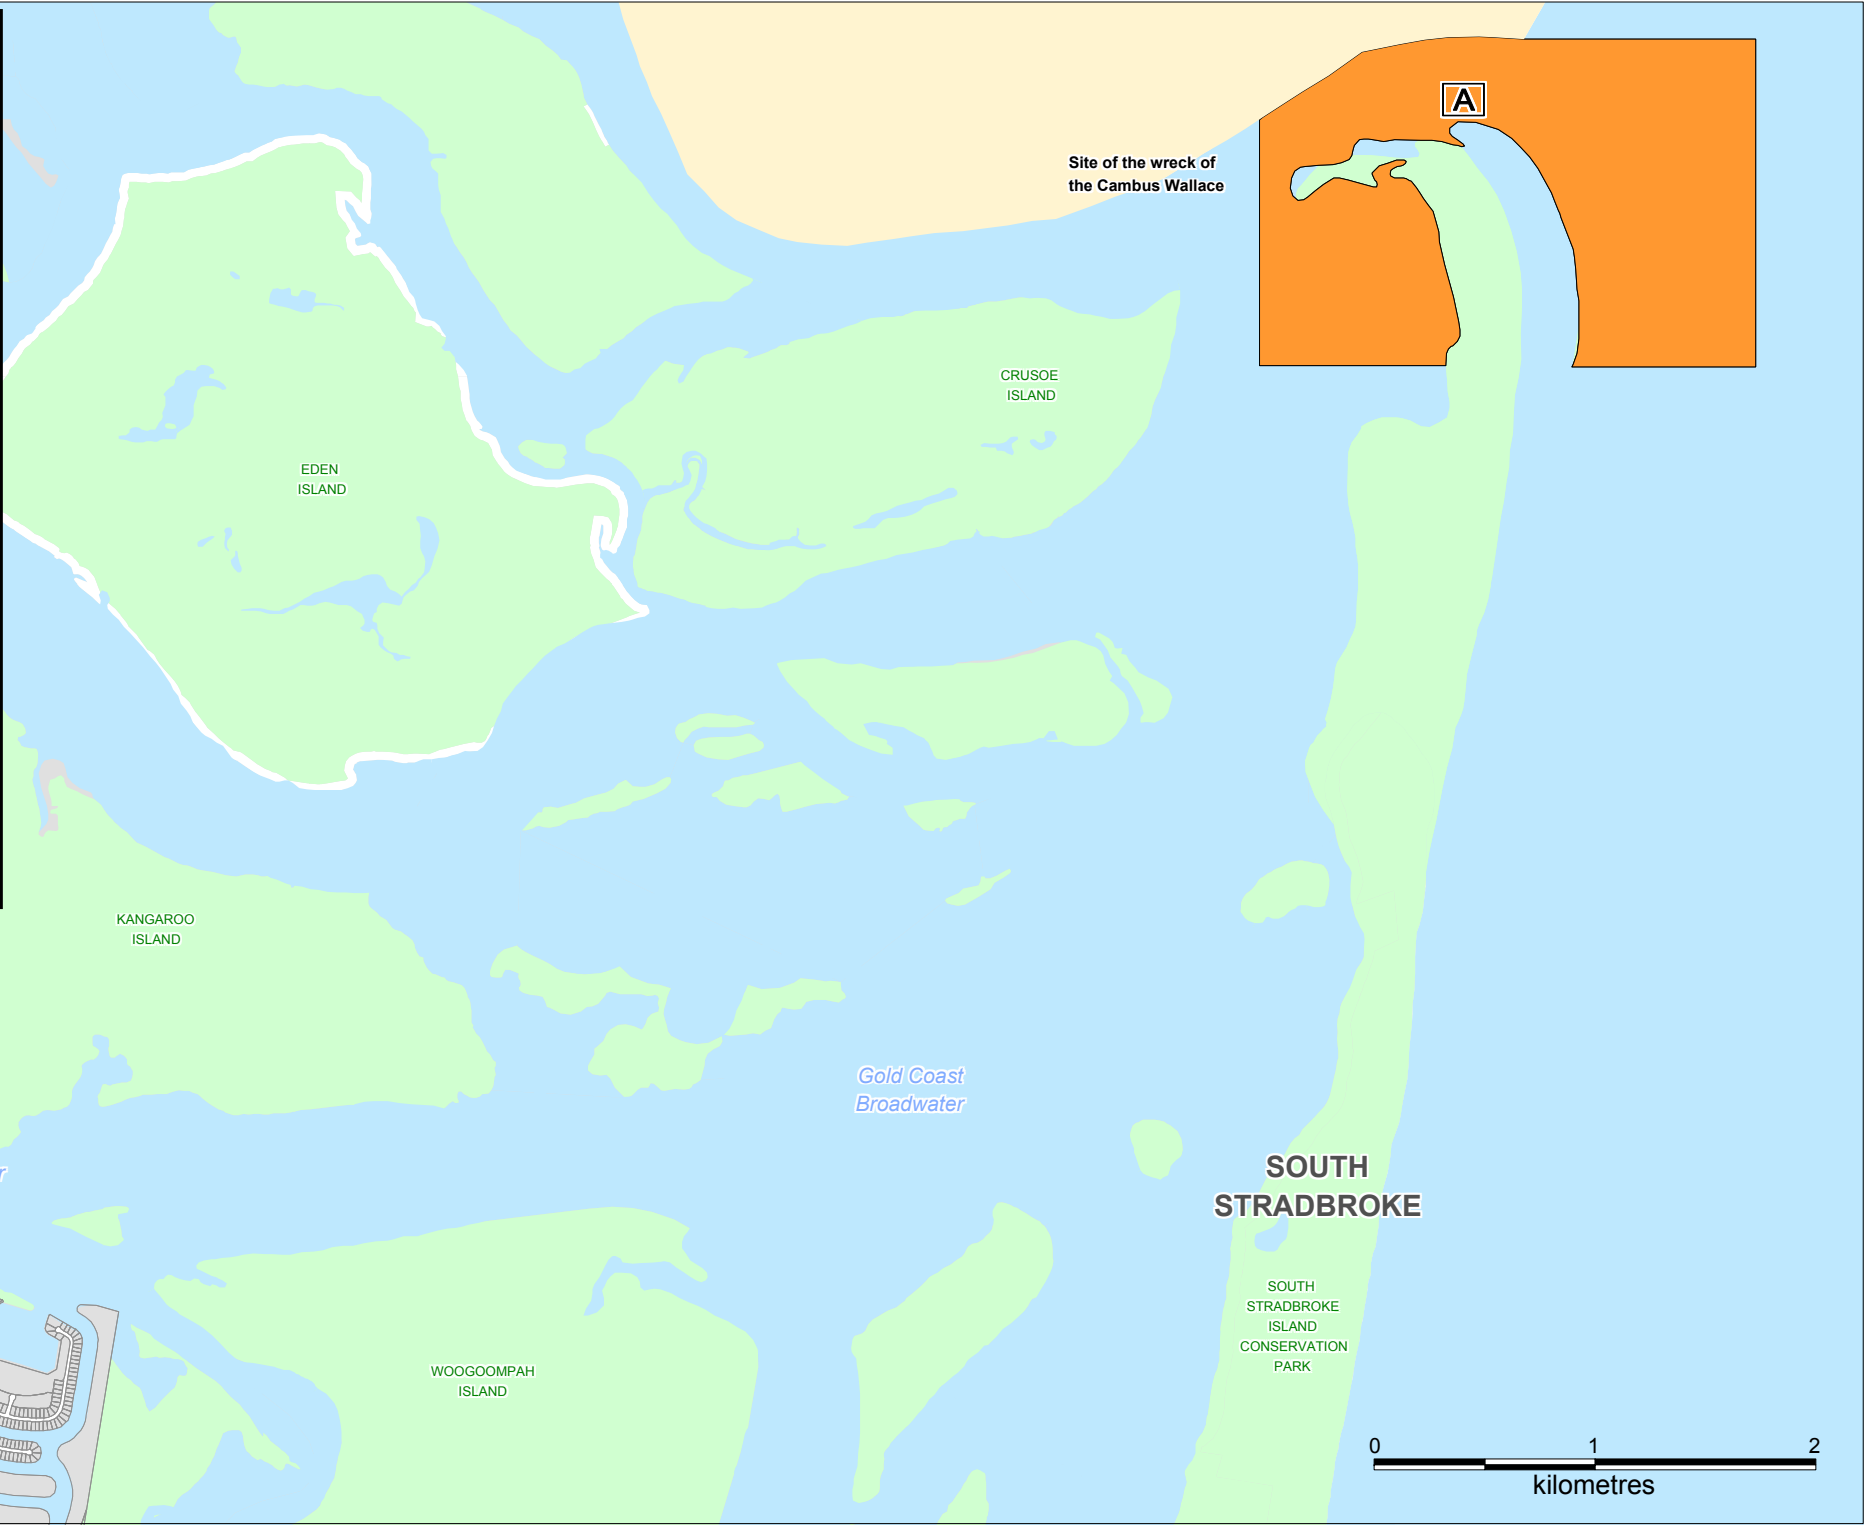 A
Site of the wreck of
the Cambus Wallace
CRUSOE
ISLAND
EDEN
ISLAND
KANGAROO
ISLAND
Gold Coast
Broadwater
SOUTH
STRADBROKE
SOUTH
STRADBROKE
ISLAND
CONSERVATION
PARK
WOOGOOMPAH
ISLAND
0 1 2
kilometres